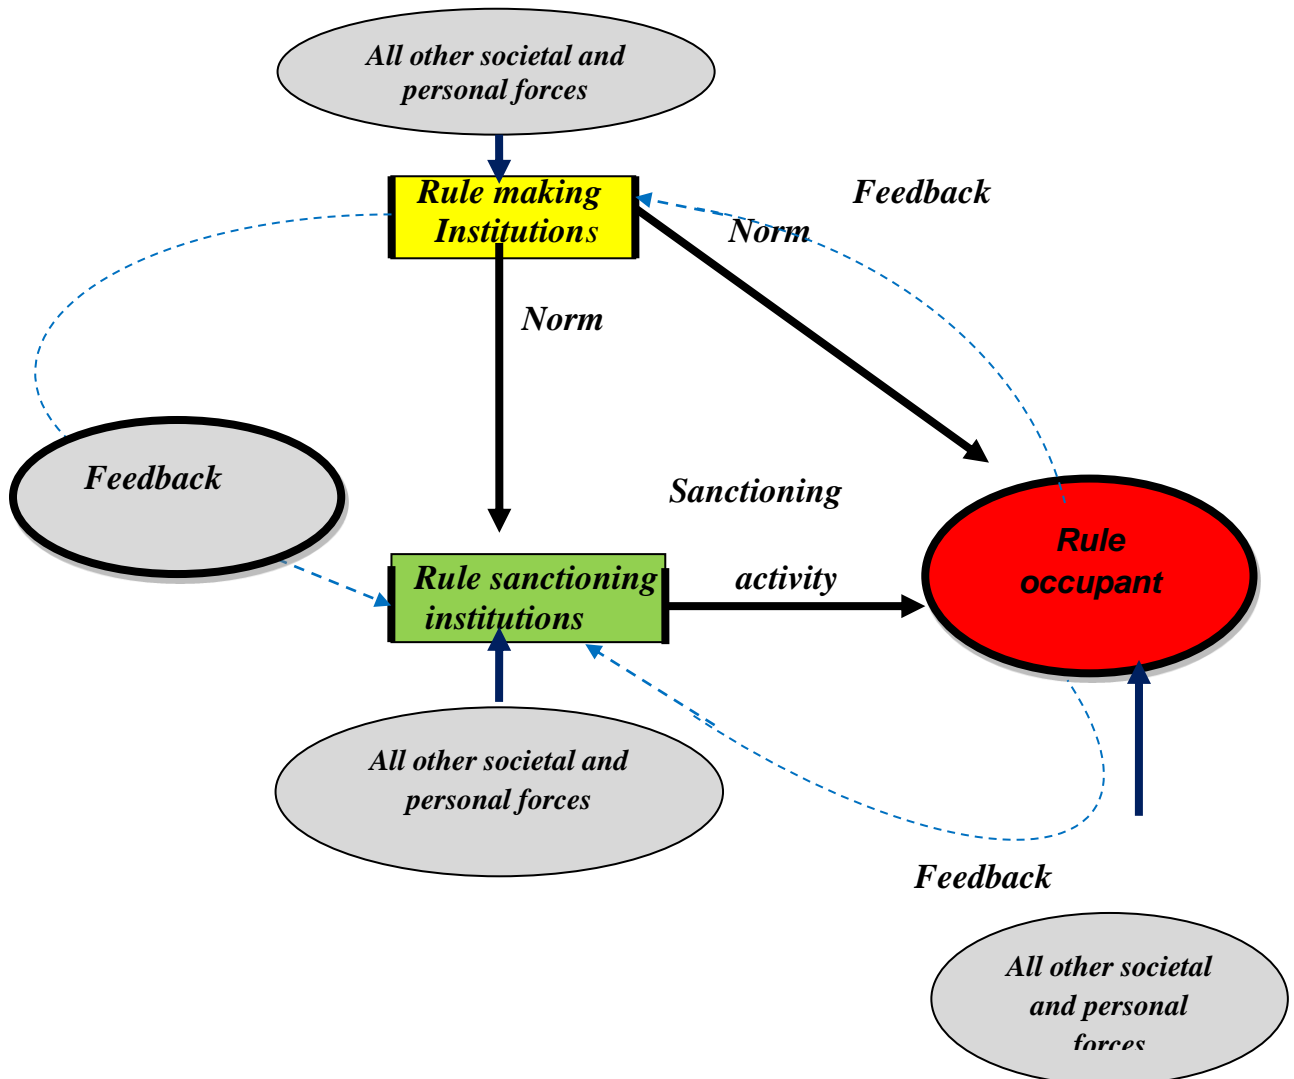 All other societal and
personal forces
Rule making
Institutions
Feedback
Norm
Norm
Feedback
Sanctioning
Rule
occupant
Rule sanctioning
institutions
activity
All other societal and
personal forces
Feedback
All other societal
and personal
forces